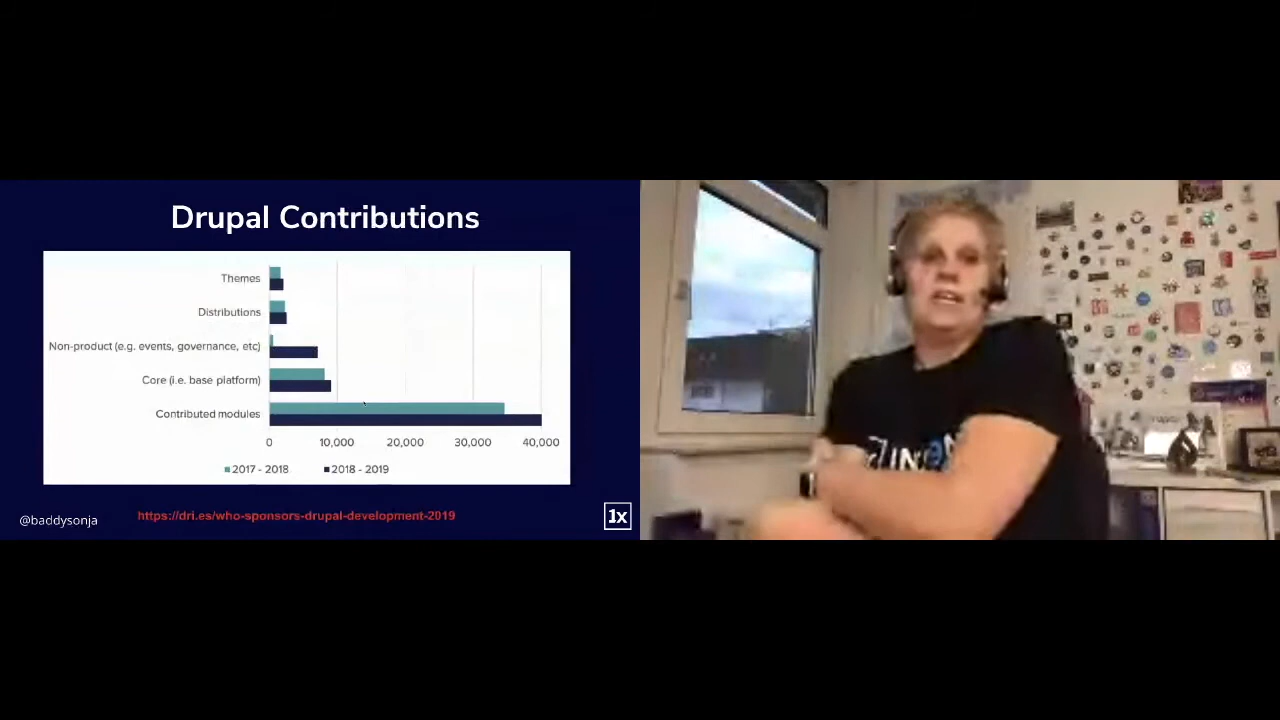 Drupal Contributions
Themes
Distributions
Non-product (e.g. events, governance, etc)
Core (i.e. base platform)
Contributed modules
0 10,000 20,000 30,000 40,000
2017 - 2018 2018 - 2019
@baddysonja
https://dri.es/who-sponsors-drupal-development-2019
1x